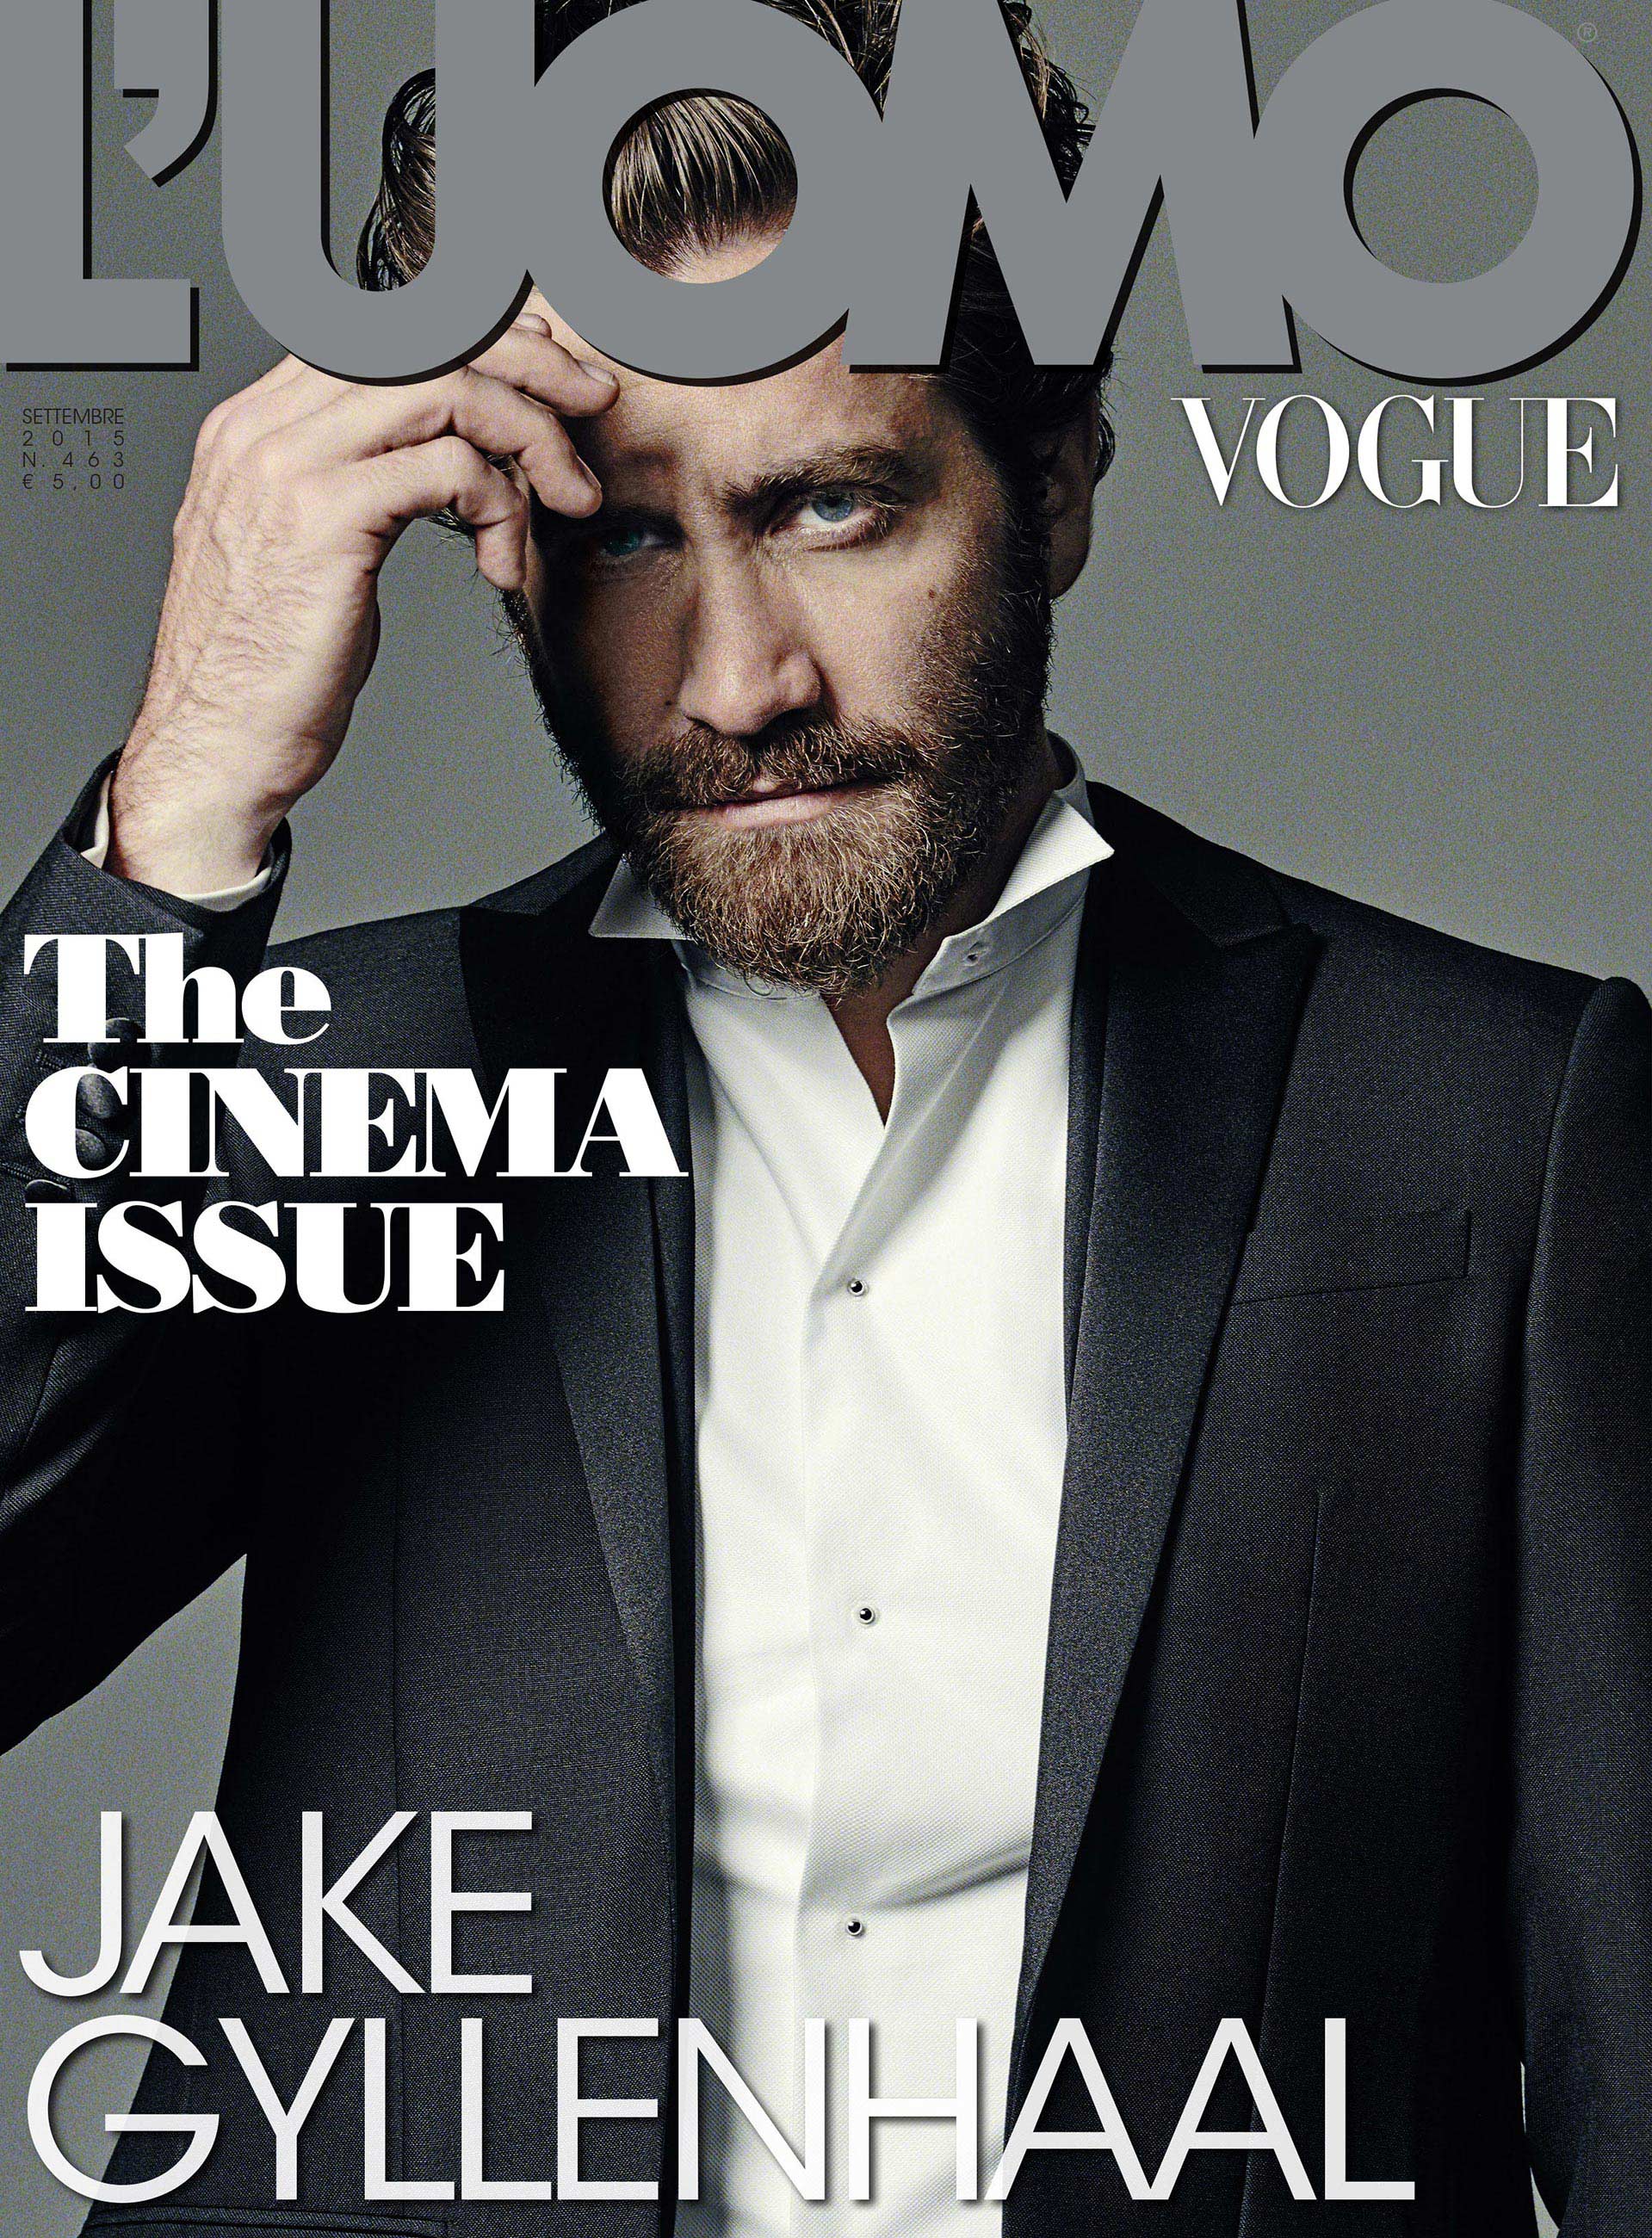 L'UOMO
VOGUE
SETTEMBRE
2015
N. 463
€ 5,00
The
CINEMA
ISSUE
JAKE
GYLLENHAAL